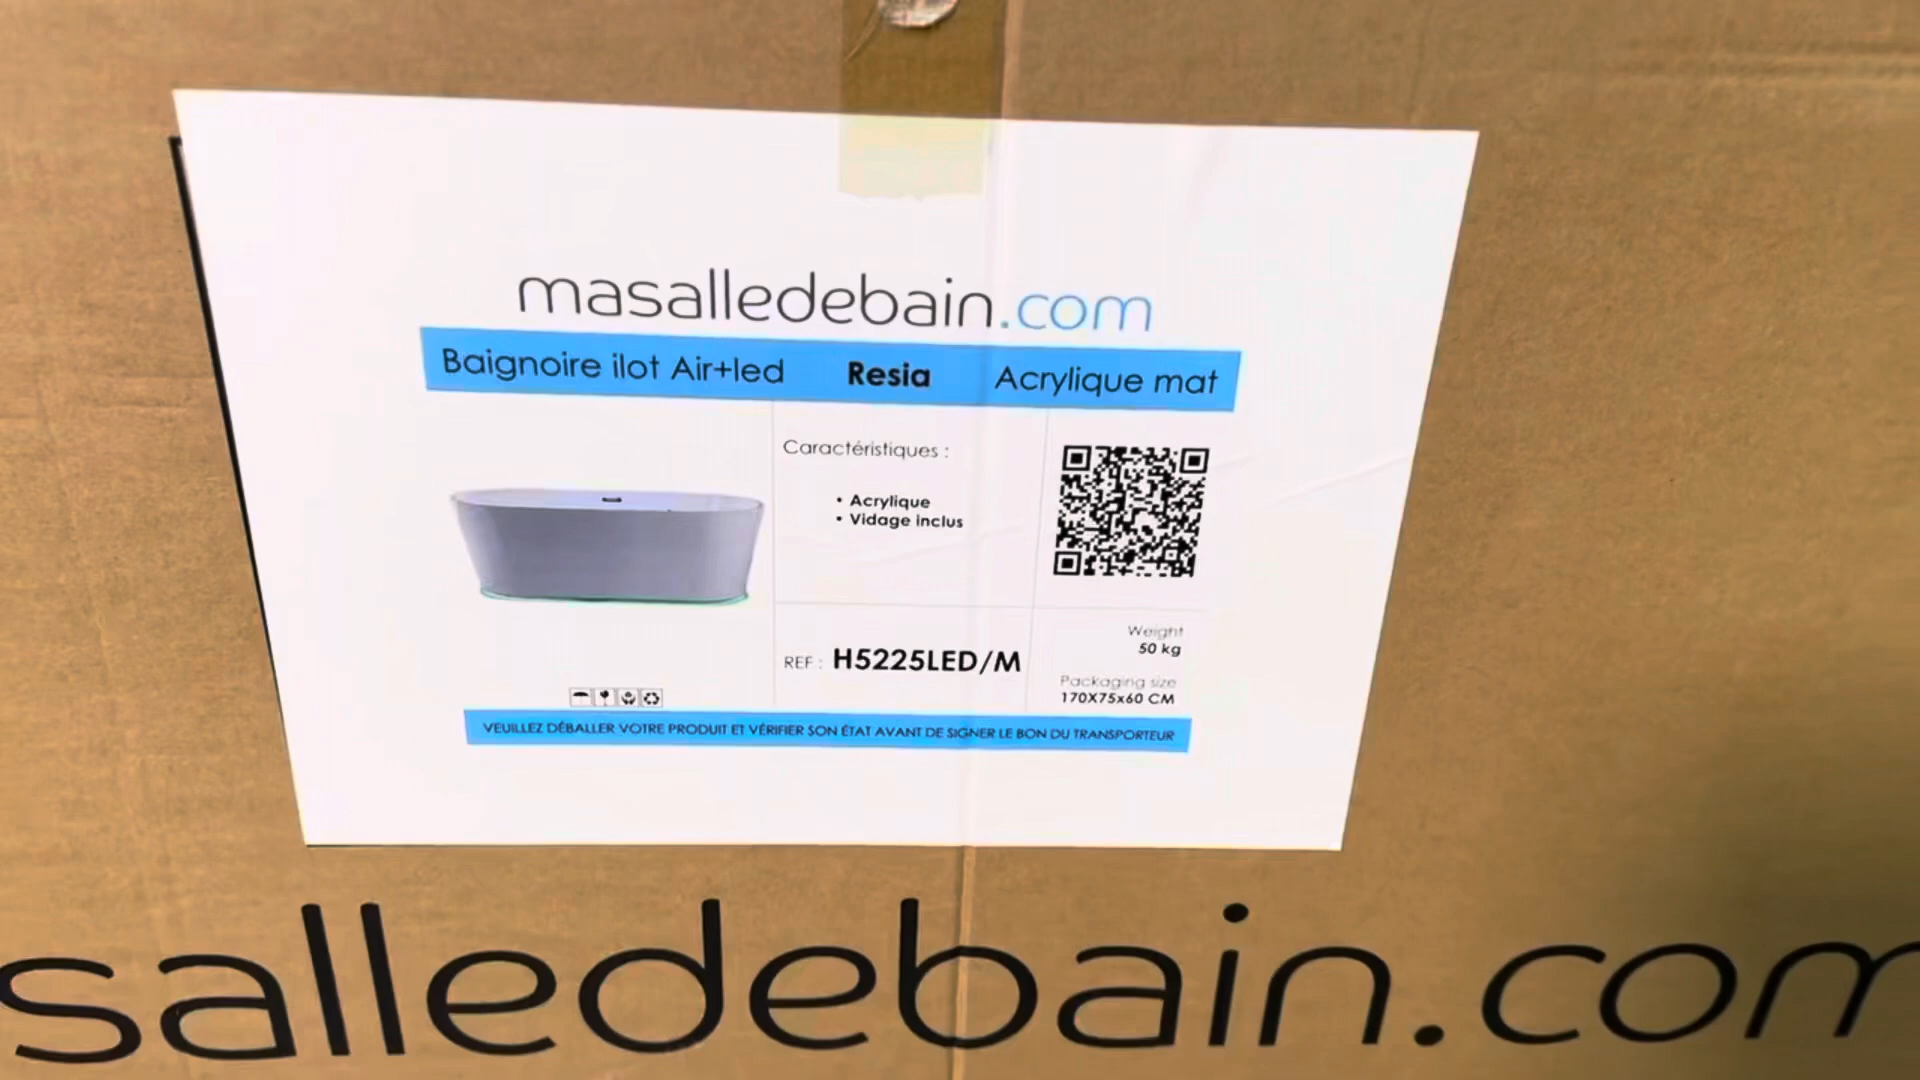 masalledebain.com
Baignoire ilot Air+led Resia Acrylique mat
Caractéristiques :
• Acrylique
• Vidage inclus
REF : H5225LED/M
Weight
50 kg
Packaging size
170X75x60 CM
VEUILLEZ DÉBALLER VOTRE PRODUIT ET VÉRIFIER SON ÉTAT AVANT DE SIGNER LE BON DU TRANSPORTEUR
salledebain.com